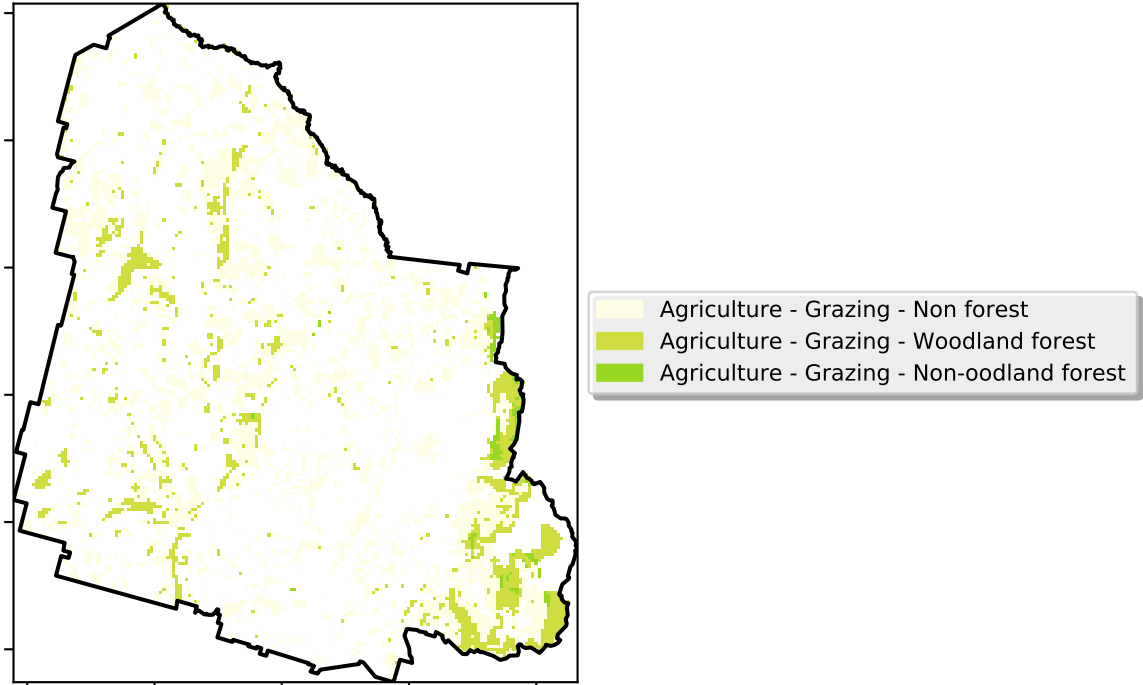 Agriculture - Grazing - Non forest
Agriculture - Grazing - Woodland forest
Agriculture - Grazing - Non-oodland forest